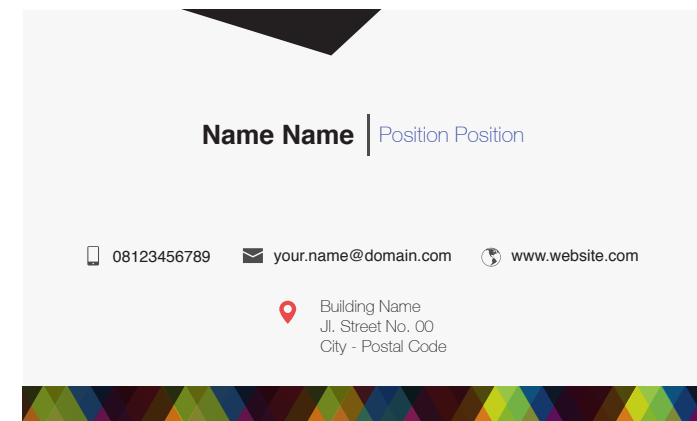 Name Name Position Position
08123456789 your.name@domain.com www.website.com
Building Name
Jl. Street No. 00
City - Postal Code